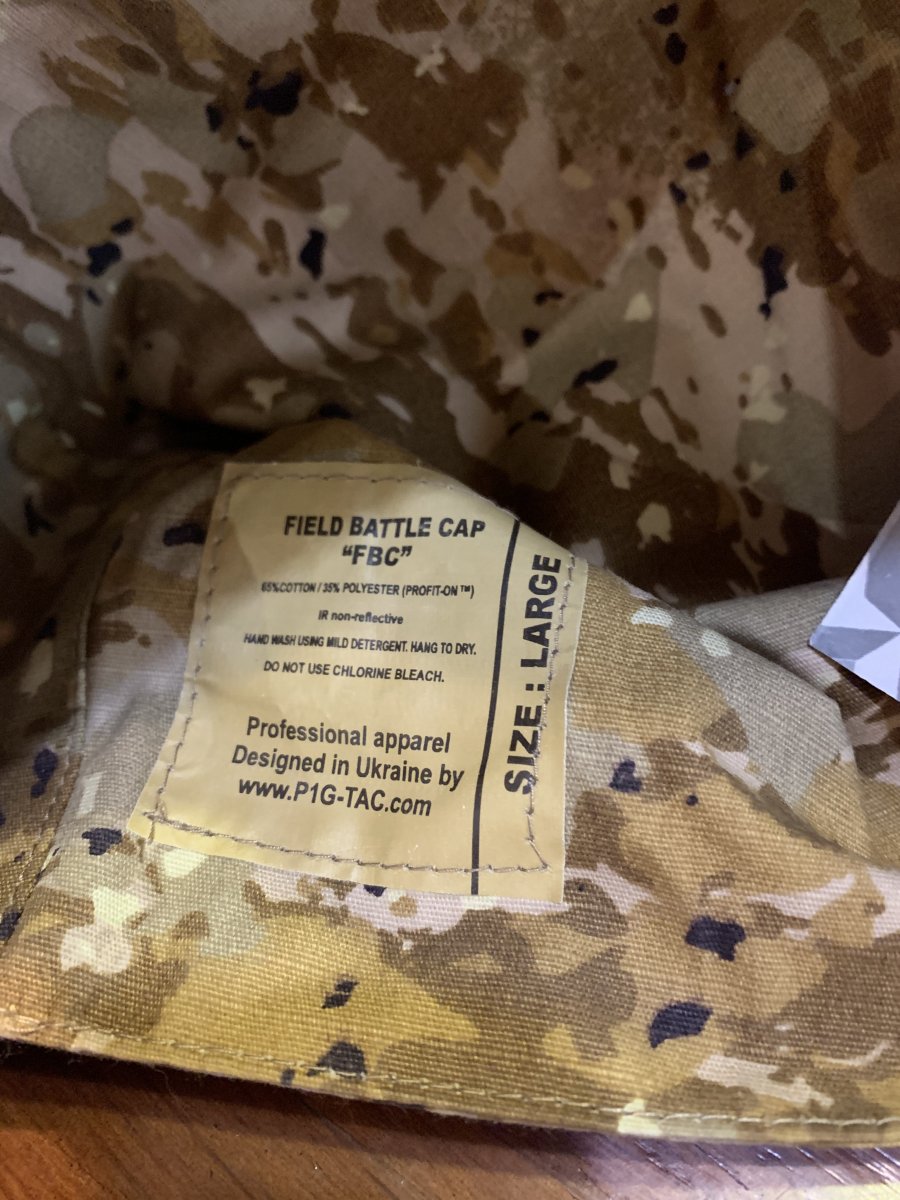 FIELD BATTLE CAP
“FBC”
65%COTTON / 35% POLYESTER (PROFIT-ON™)
IR non-reflective
HAND WASH USING MILD DETERGENT. HANG TO DRY.
DO NOT USE CHLORINE BLEACH.
Professional apparel
Designed in Ukraine by
www.P1G-TAC.com
SIZE : LARGE